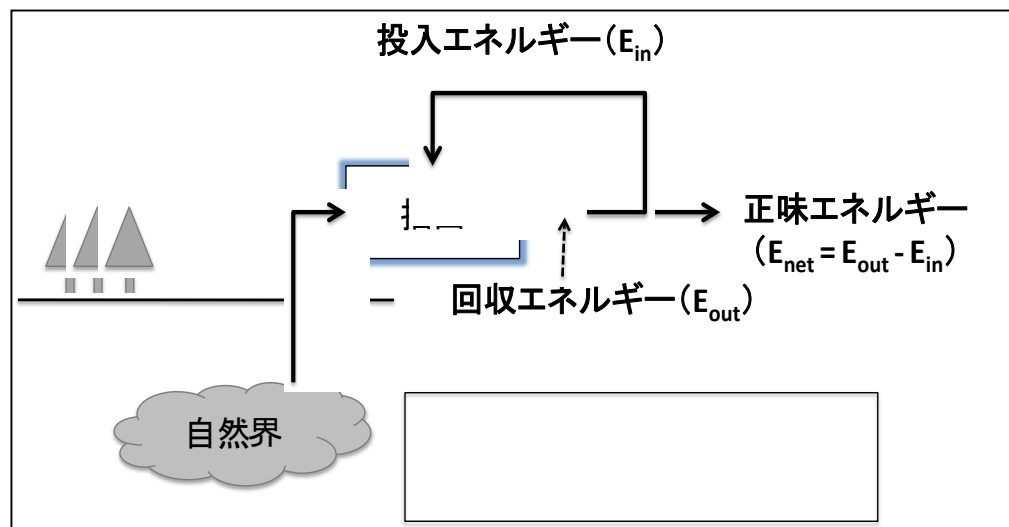 投入エネルギー(Ein)
正味エネルギー
(Enet = Eout - Ein)
回収エネルギー(Eout)
自然界